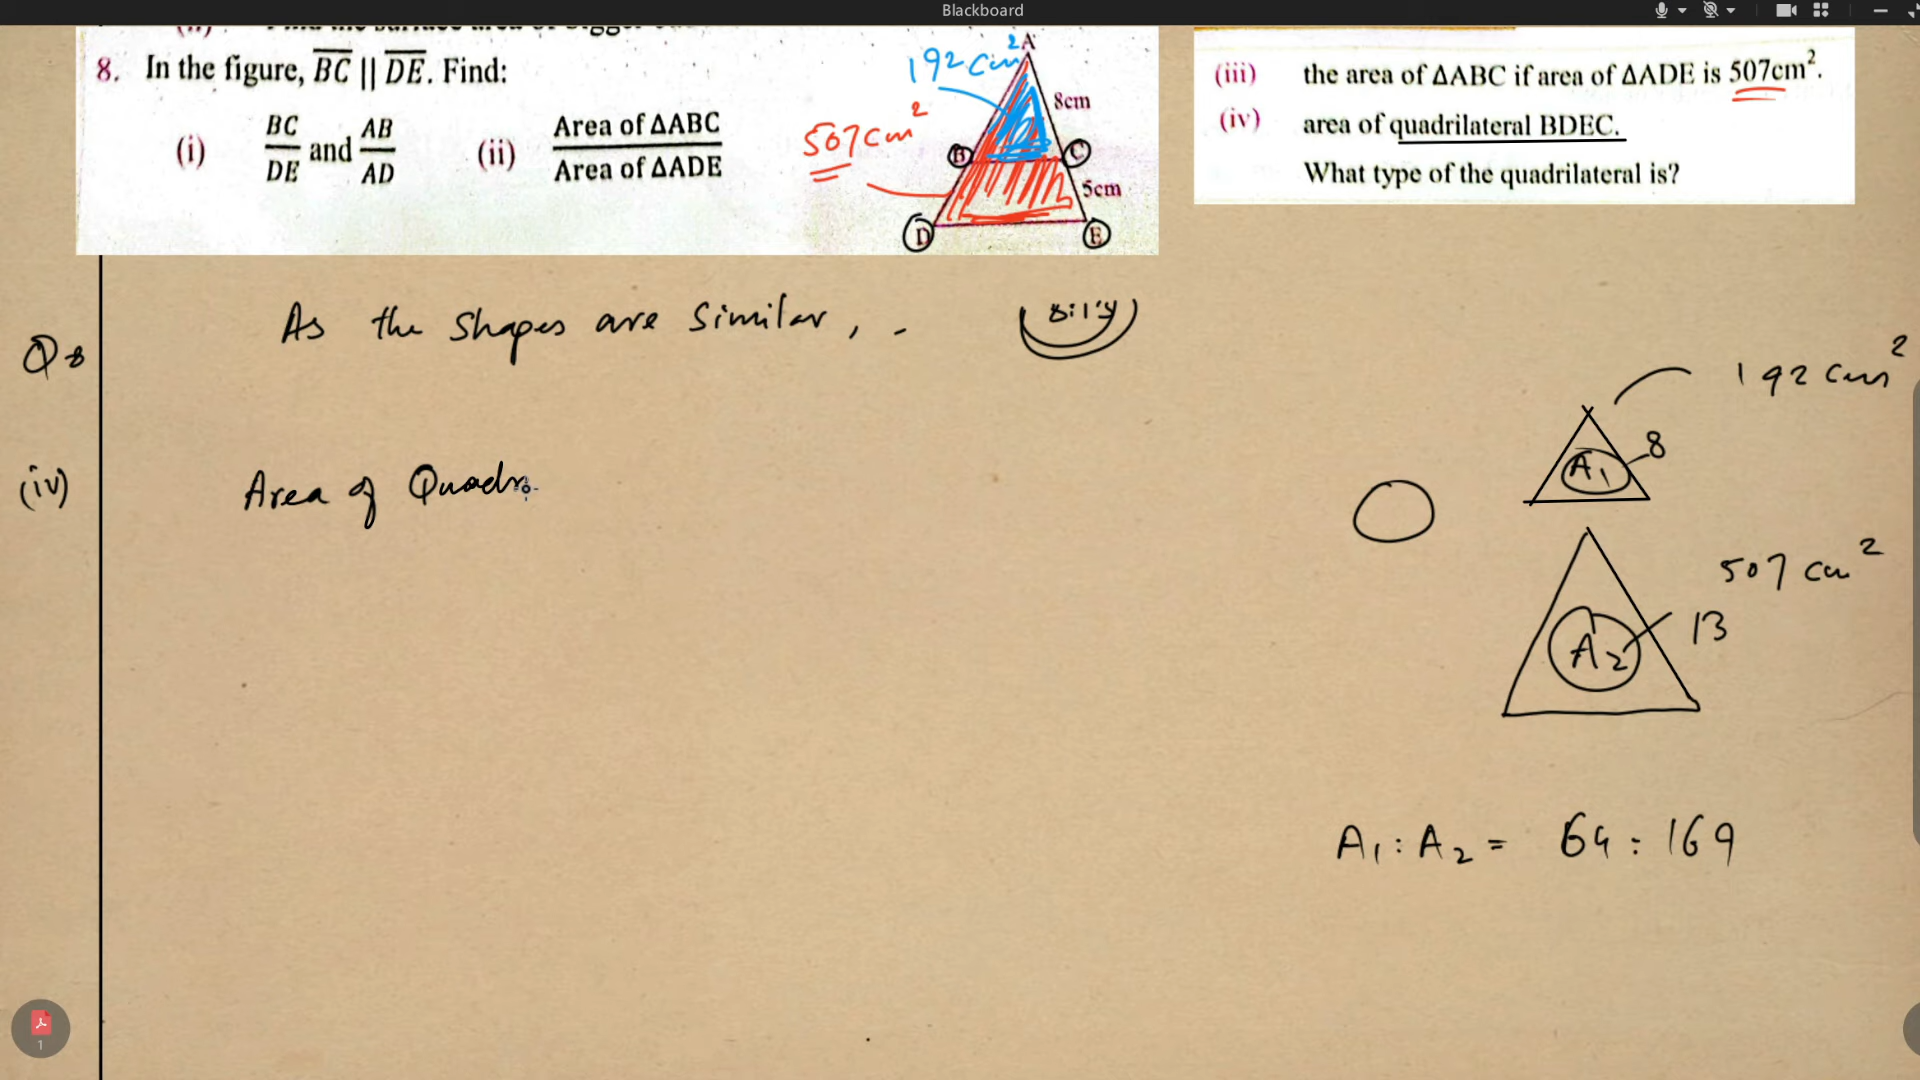 Blackboard
8. In the figure, BC || DE. Find:
(i) BC/DE and AB/AD (ii) Area of ΔABC/Area of ΔADE
192 cm²
507cm²
A
8cm
B
C
5cm
D
E
(iii) the area of ΔABC if area of ΔADE is 507cm².
(iv) area of quadrilateral BDEC.
What type of the quadrilateral is?
Q8
As the shapes are similar, .
(iv) Area of Quadr
192 cm²
A₁
8
507 cm²
A₂
13
A₁ : A₂ = 64 : 169
1